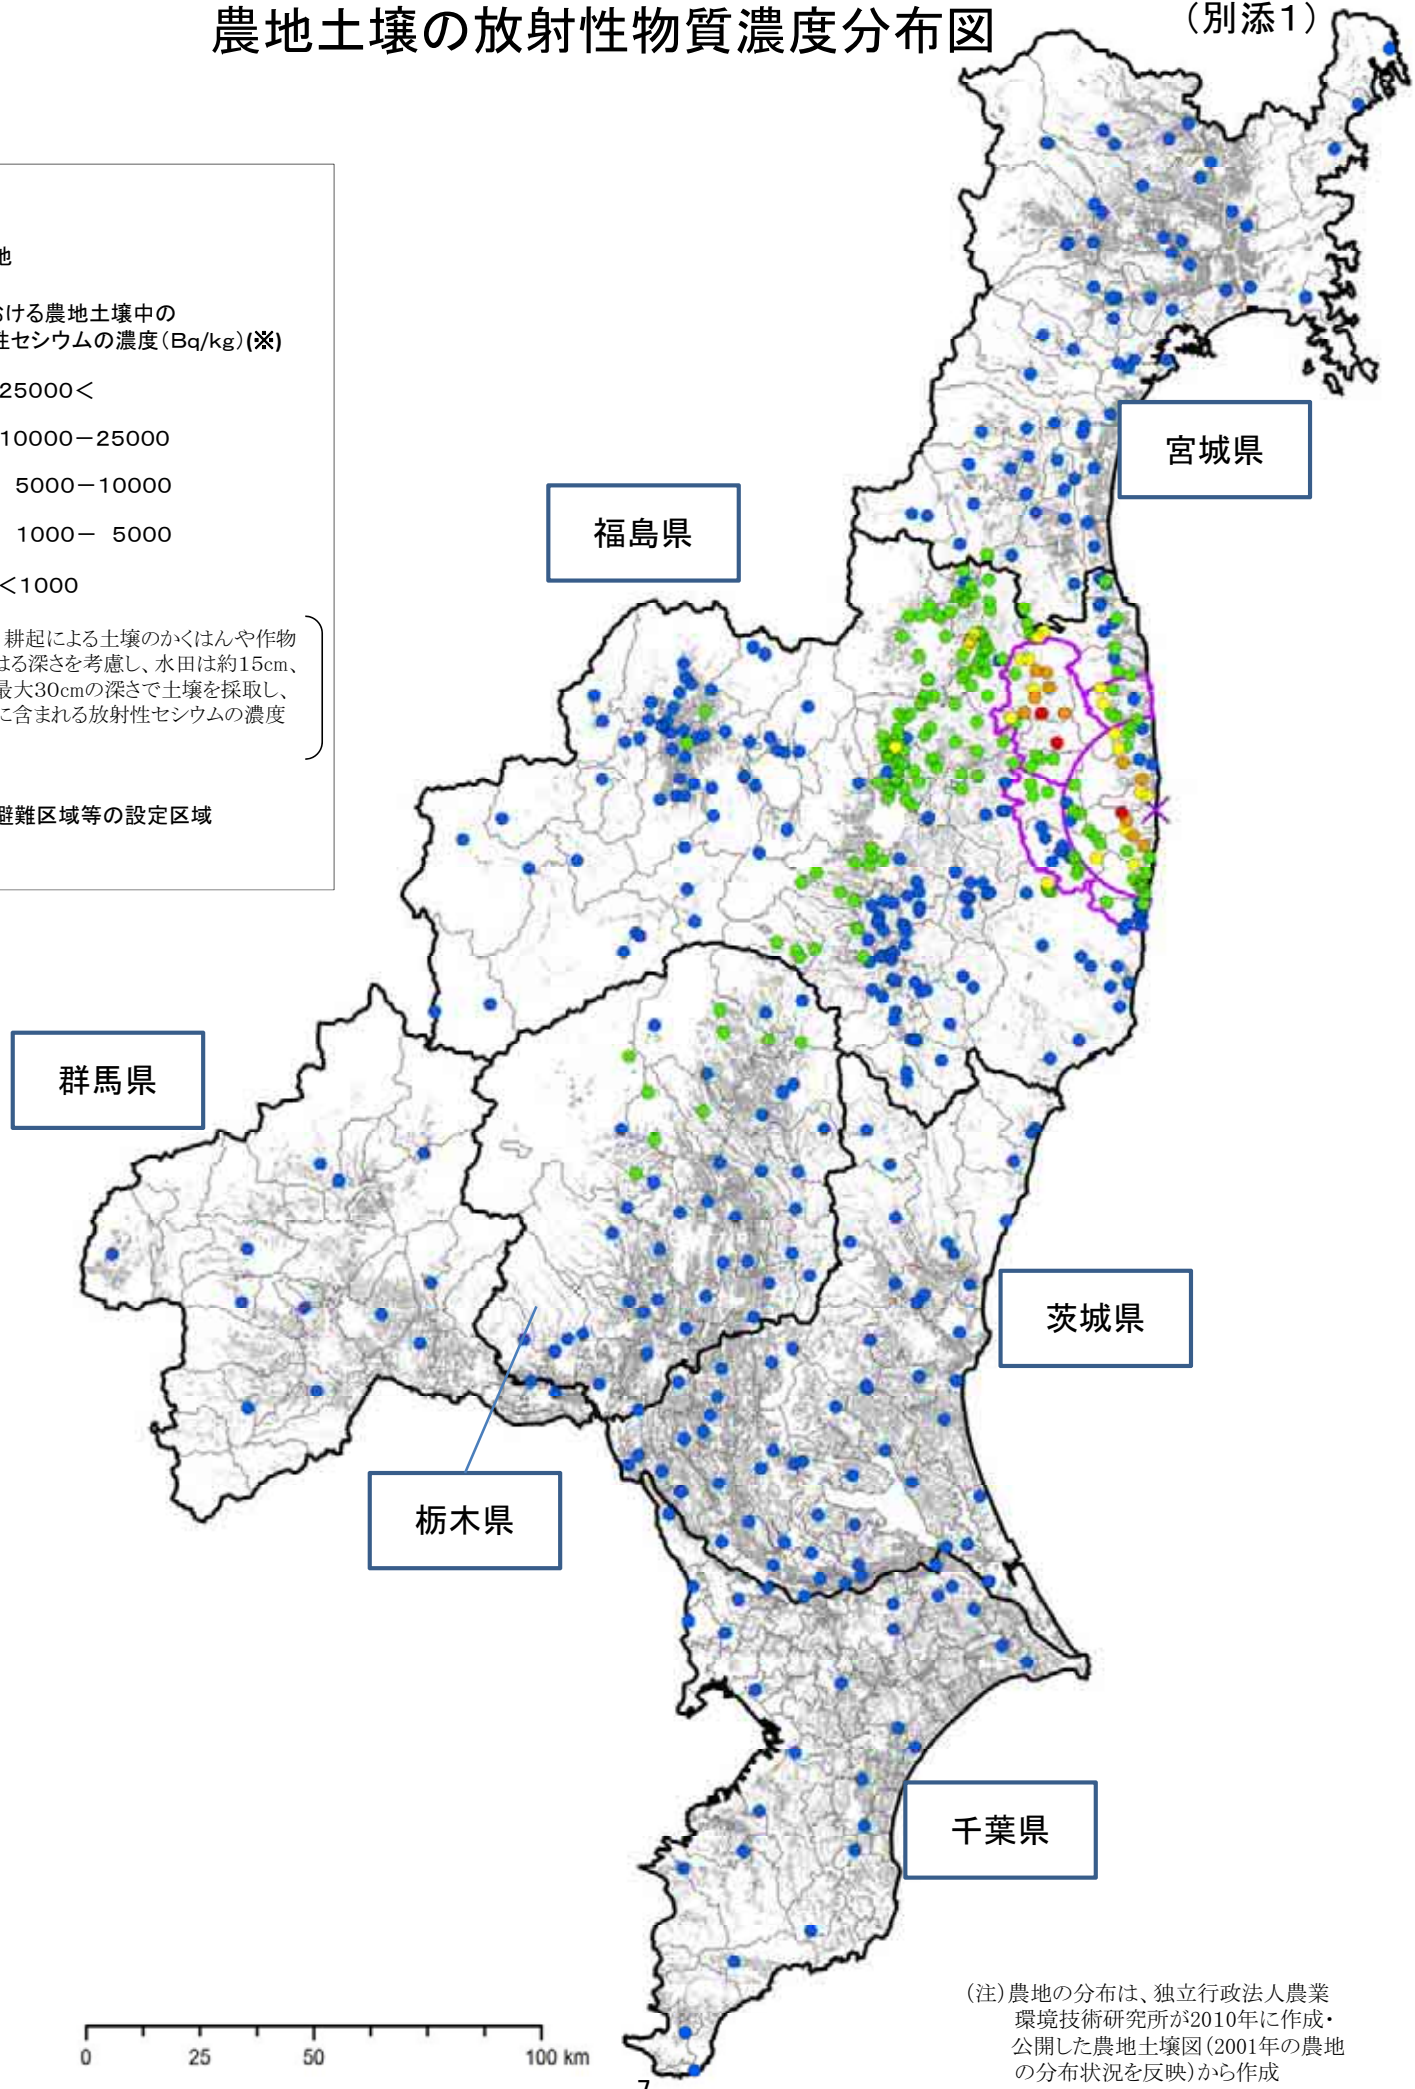 農地土壌の放射性物質濃度分布図
（別添1）
地
おける農地土壌中の
性セシウムの濃度（Bq/kg）(※)
25000＜
10000－25000
5000－10000
1000－ 5000
＜1000
耕起による土壌のかくはんや作物
はる深さを考慮し、水田は約15cm、
最大30cmの深さで土壌を採取し、
に含まれる放射性セシウムの濃度
避難区域等の設定区域
宮城県
福島県
群馬県
茨城県
栃木県
千葉県
0 25 50 100 km
（注）農地の分布は、独立行政法人農業
環境技術研究所が2010年に作成・
公開した農地土壌図（2001年の農地
の分布状況を反映）から作成
7